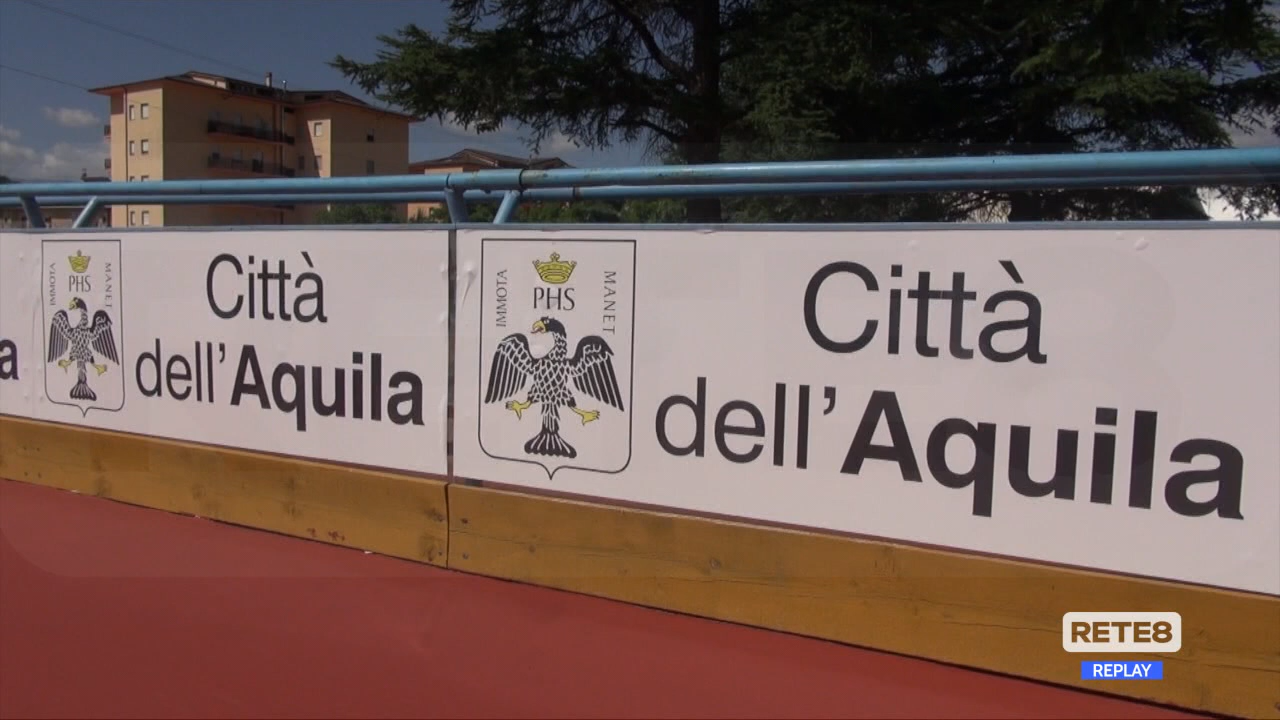 a
IMMOTA
PHS
MANET
Città
dell'Aquila
IMMOTA
PHS
MANET
Città
dell'Aquila
RETE8
REPLAY